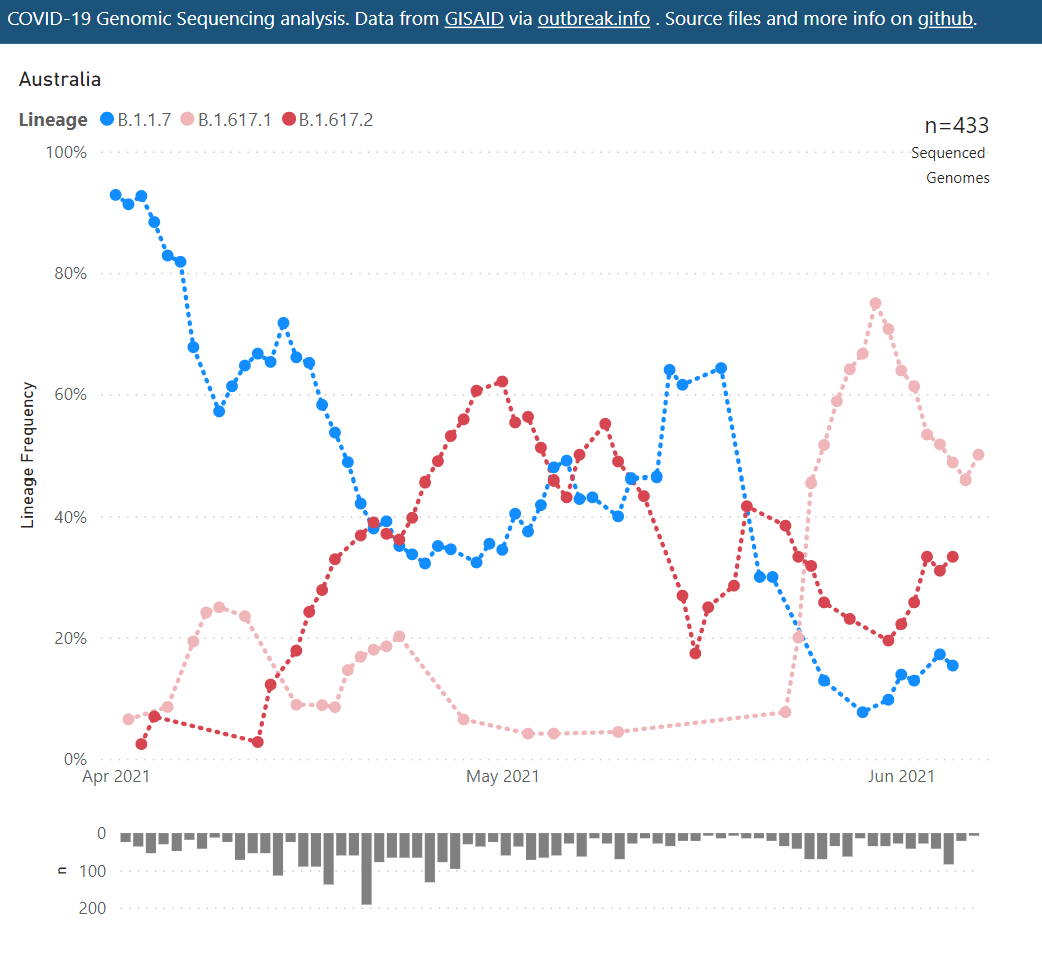 COVID-19 Genomic Sequencing analysis. Data from GISAID via outbreak.info . Source files and more info on github.
Australia
Lineage B.1.1.7 B.1.617.1 B.1.617.2
n=433
Sequenced
Genomes
100%
80%
60%
40%
20%
0%
Lineage Frequency
Apr 2021 May 2021 Jun 2021
0
100
200
n